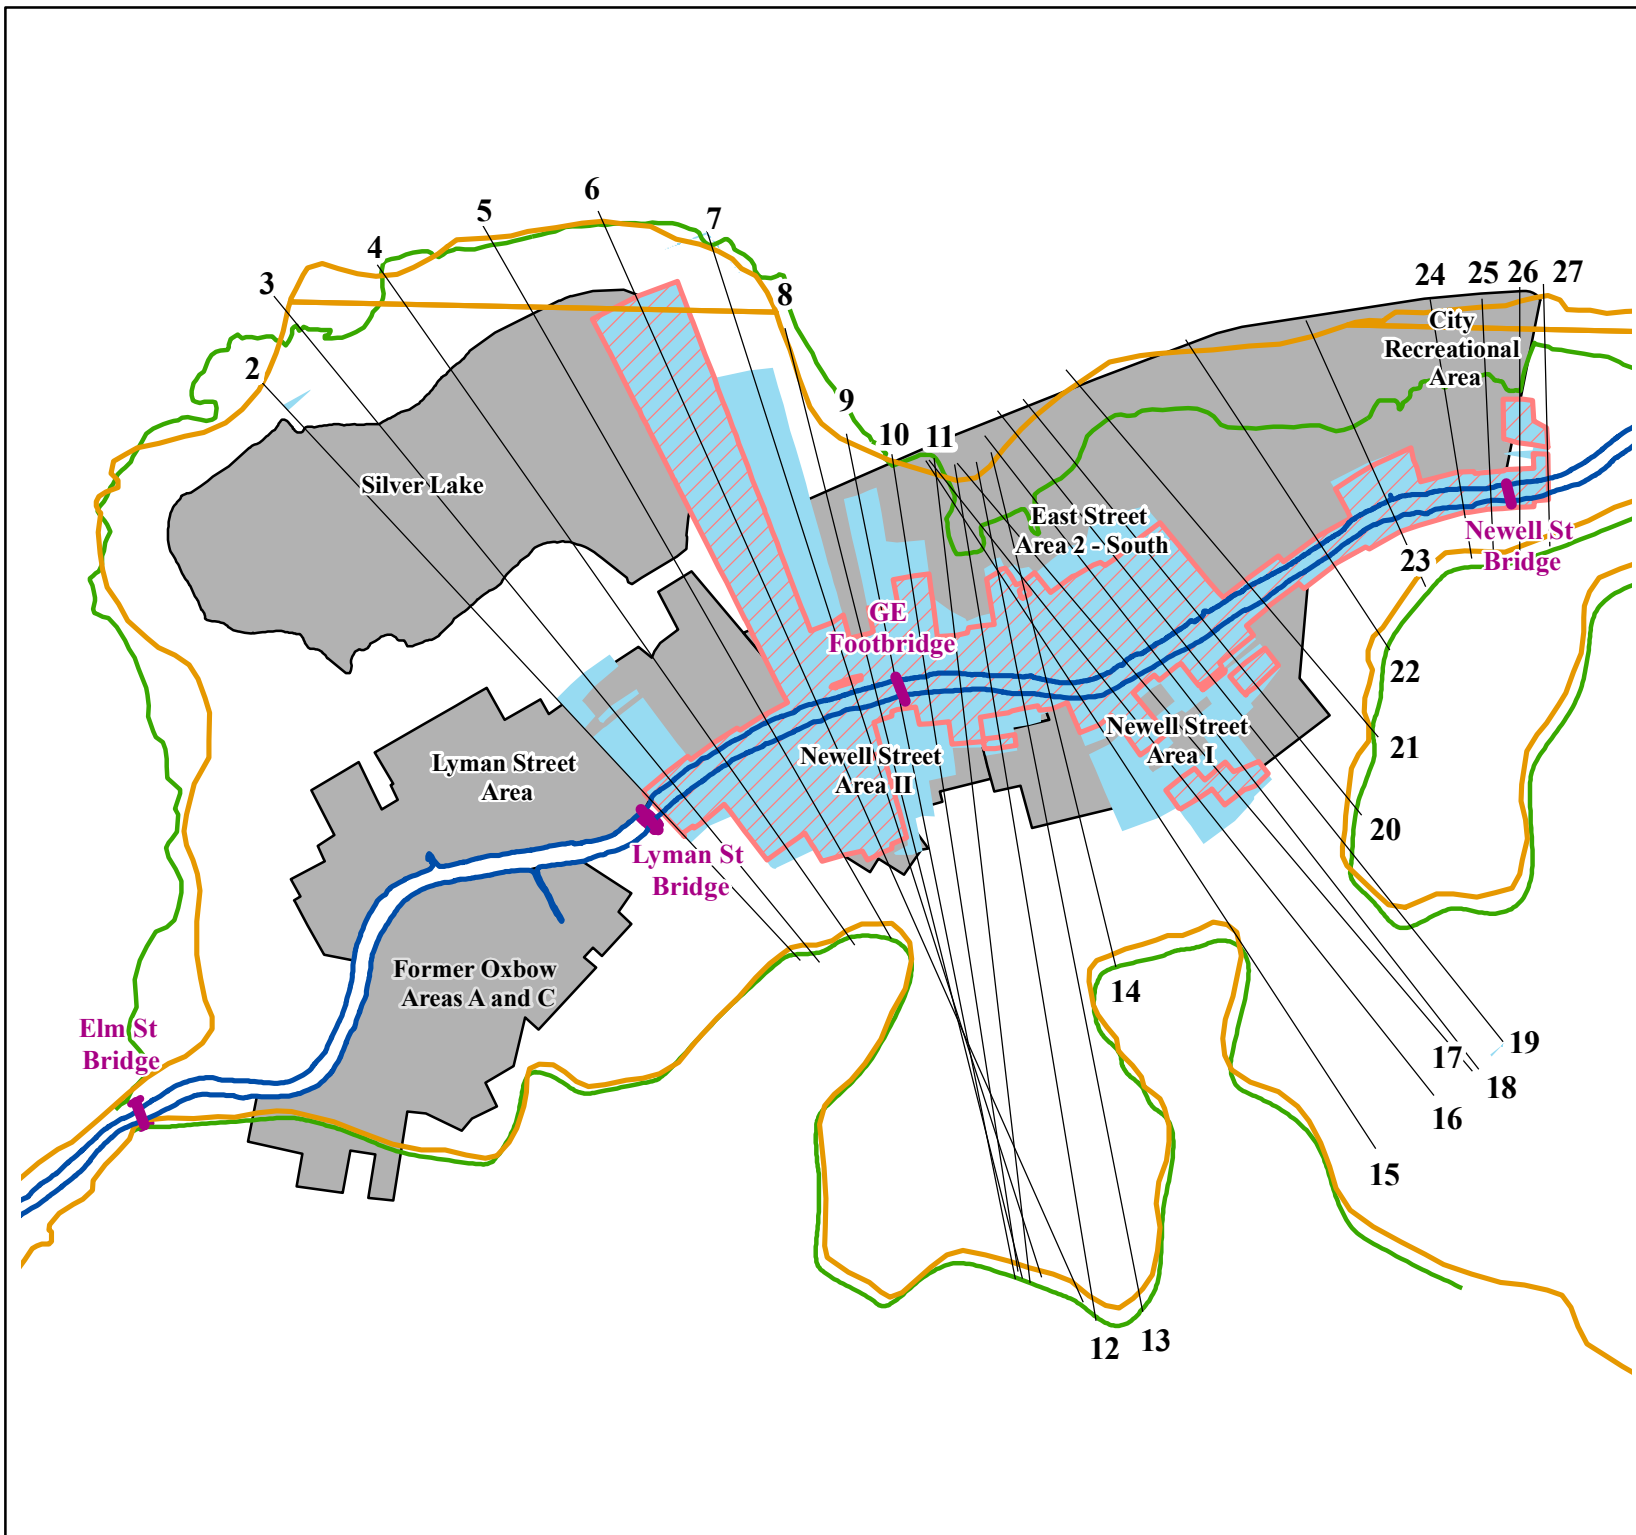 6
5
7
4
3
8
2
9
10
11
24
25
26
27
City
Recreational
Area
Silver Lake
East Street
Area 2 - South
Newell St
Bridge
23
GE
Footbridge
22
Newell Street
Area I
21
Newell Street
Area II
Lyman Street
Area
20
Lyman St
Bridge
Former Oxbow
Areas A and C
14
Elm St
Bridge
19
17
18
16
15
12
13